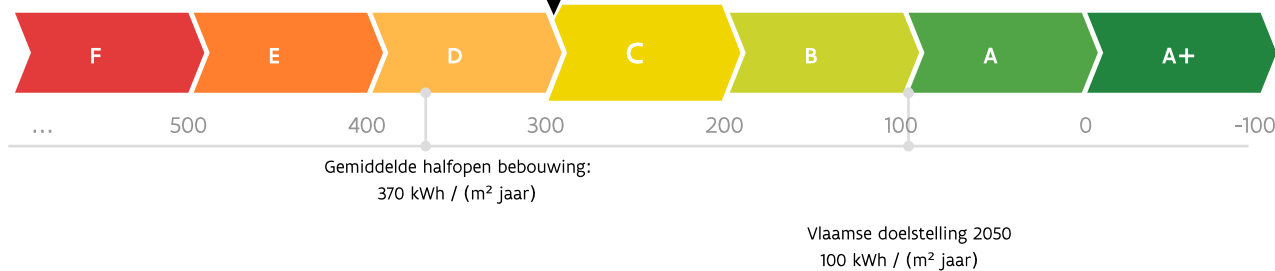 F E D C B A A+
... 500 400 300 200 100 0 -100
Gemiddelde halfopen bebouwing:
370 kWh / (m² jaar)
Vlaamse doelstelling 2050
100 kWh / (m² jaar)